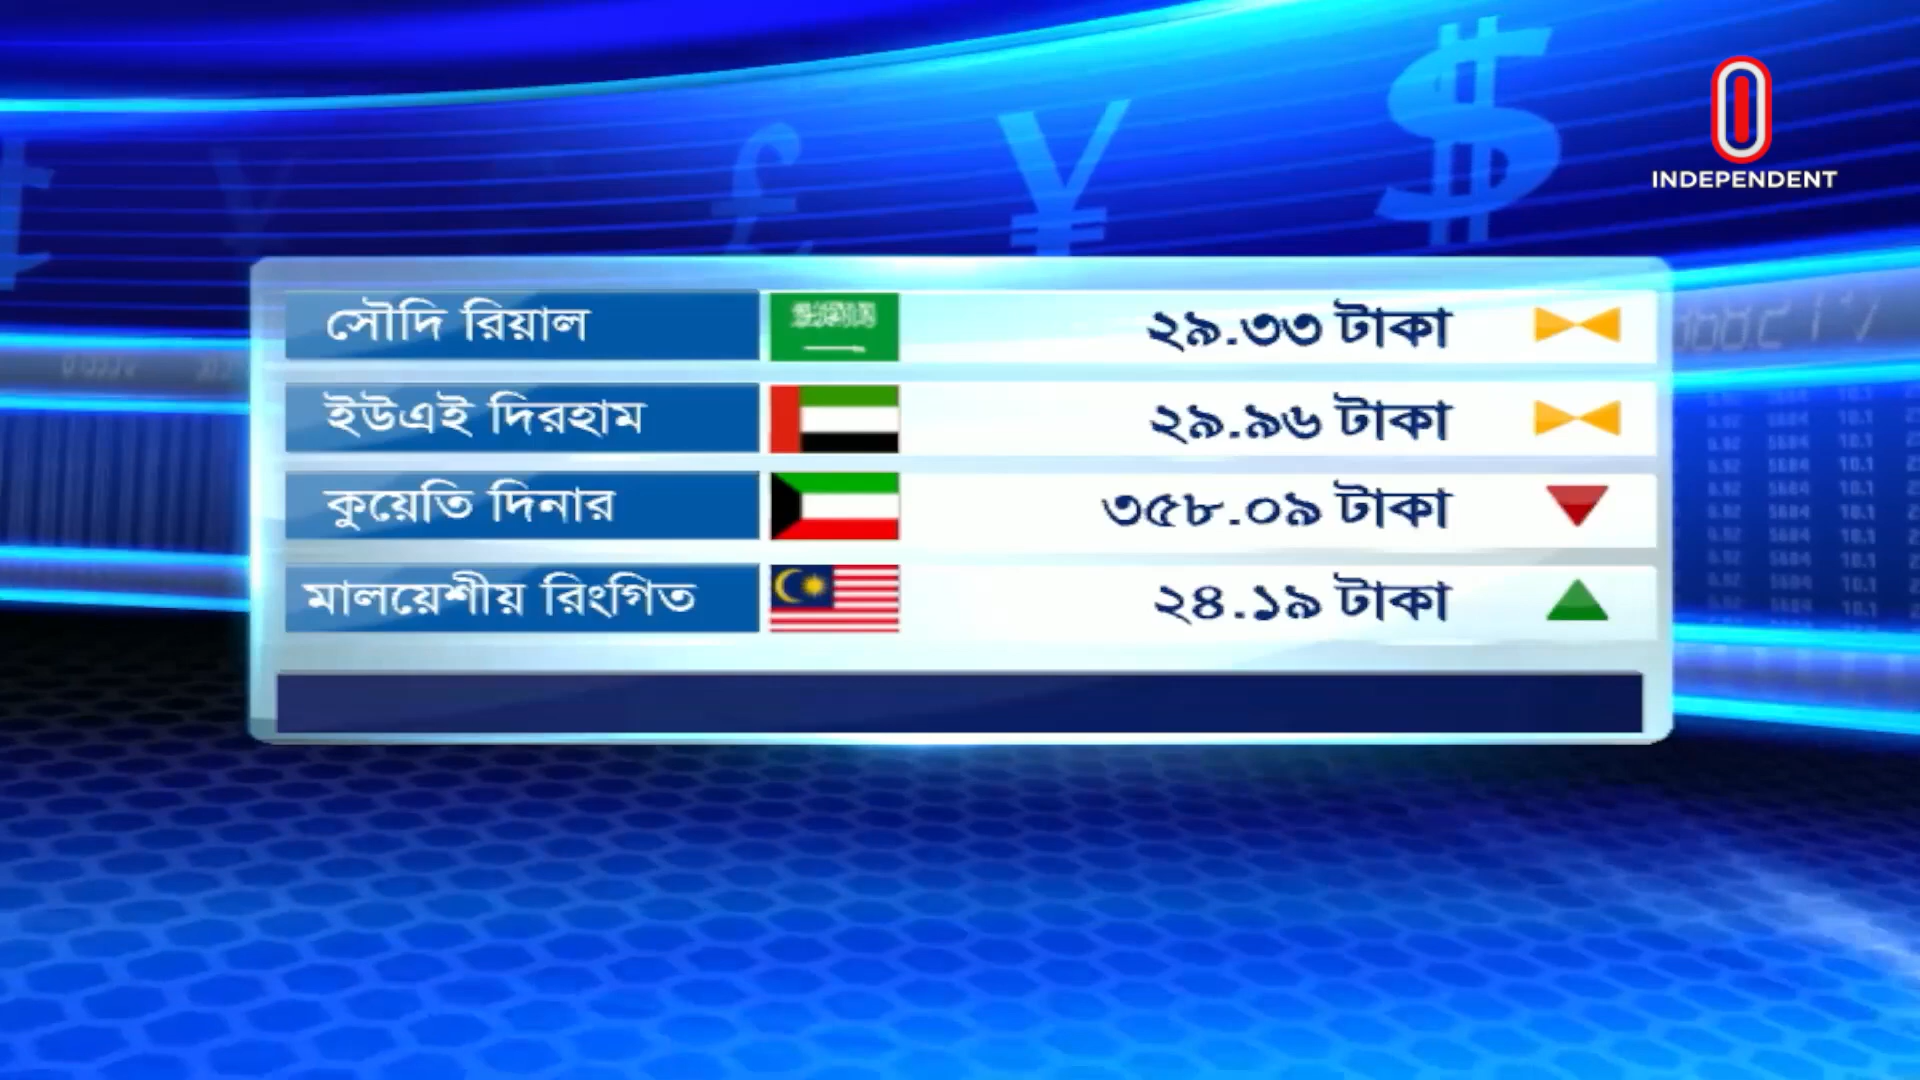 INDEPENDENT
সৌদি রিয়াল ২৯.৩৩ টাকা
ইউএই দিরহাম ২৯.৯৬ টাকা
কুয়েতি দিনার ৩৫৮.০৯ টাকা
মালয়েশীয় রিংগিত ২৪.১৯ টাকা